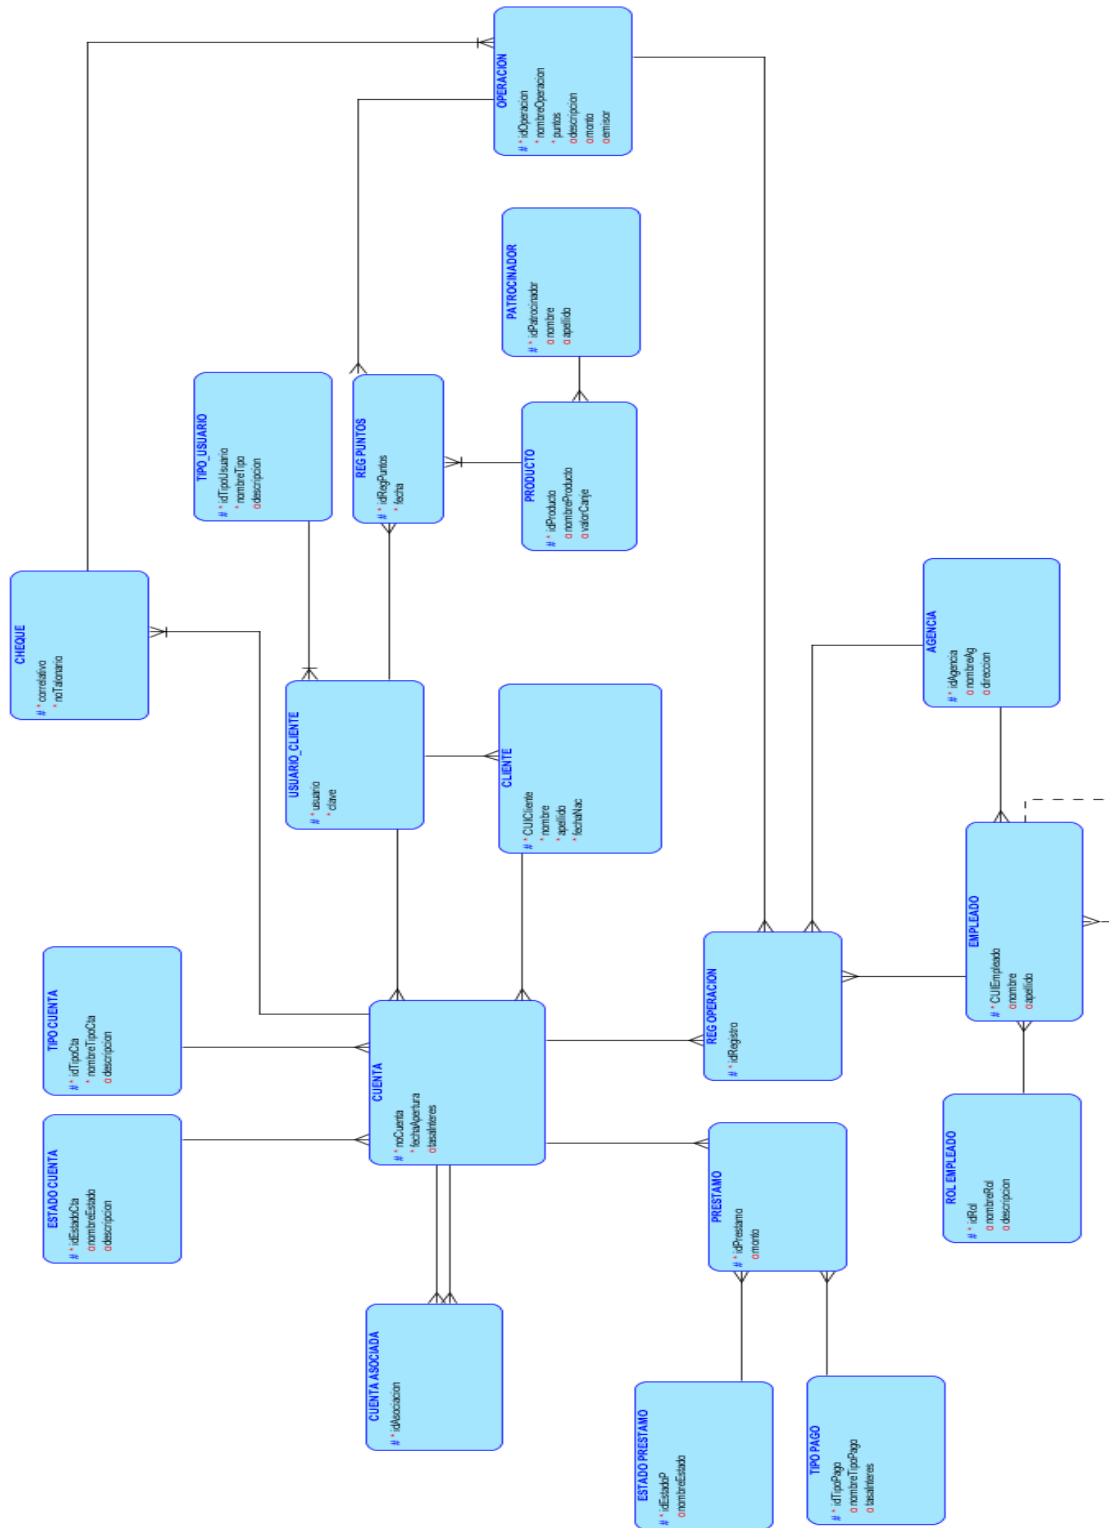 ESTADO CUENTA
# * idEstadoCta
o nombreEstado
o descripcion
TIPO CUENTA
# * idTipoCta
* nombreTipoCta
o descripcion
CHEQUE
# * correlativo
* noTalonario
TIPO_USUARIO
# * idTipoUsuario
* nombreTipo
o descripcion
CUENTA ASOCIADA
# * idAsociacion
CUENTA
# * noCuenta
* fechaApertura
o tasaInteres
USUARIO_CLIENTE
# * usuario
* clave
REG PUNTOS
# * idRegPuntos
* fecha
OPERACION
# * idOperacion
* nombreOperacion
* puntos
o descripcion
o monto
o emisor
CLIENTE
# * CUICliente
* nombre
* apellido
* fechaNac
PRODUCTO
# * idProducto
o nombreProducto
o valorCanje
PATROCINADOR
# * idPatrocinador
o nombre
o apellido
ESTADO PRESTAMO
# * idEstadoP
o nombreEstado
PRESTAMO
# * idPrestamo
o monto
REG OPERACION
# * idRegistro
TIPO PAGO
# * idTipoPago
o nombreTipoPago
o tasaInteres
ROL EMPLEADO
# * idRol
o nombreRol
o descripcion
EMPLEADO
# * CUIEmpleado
o nombre
o apellido
AGENCIA
# * idAgencia
o nombreAg
o direccion